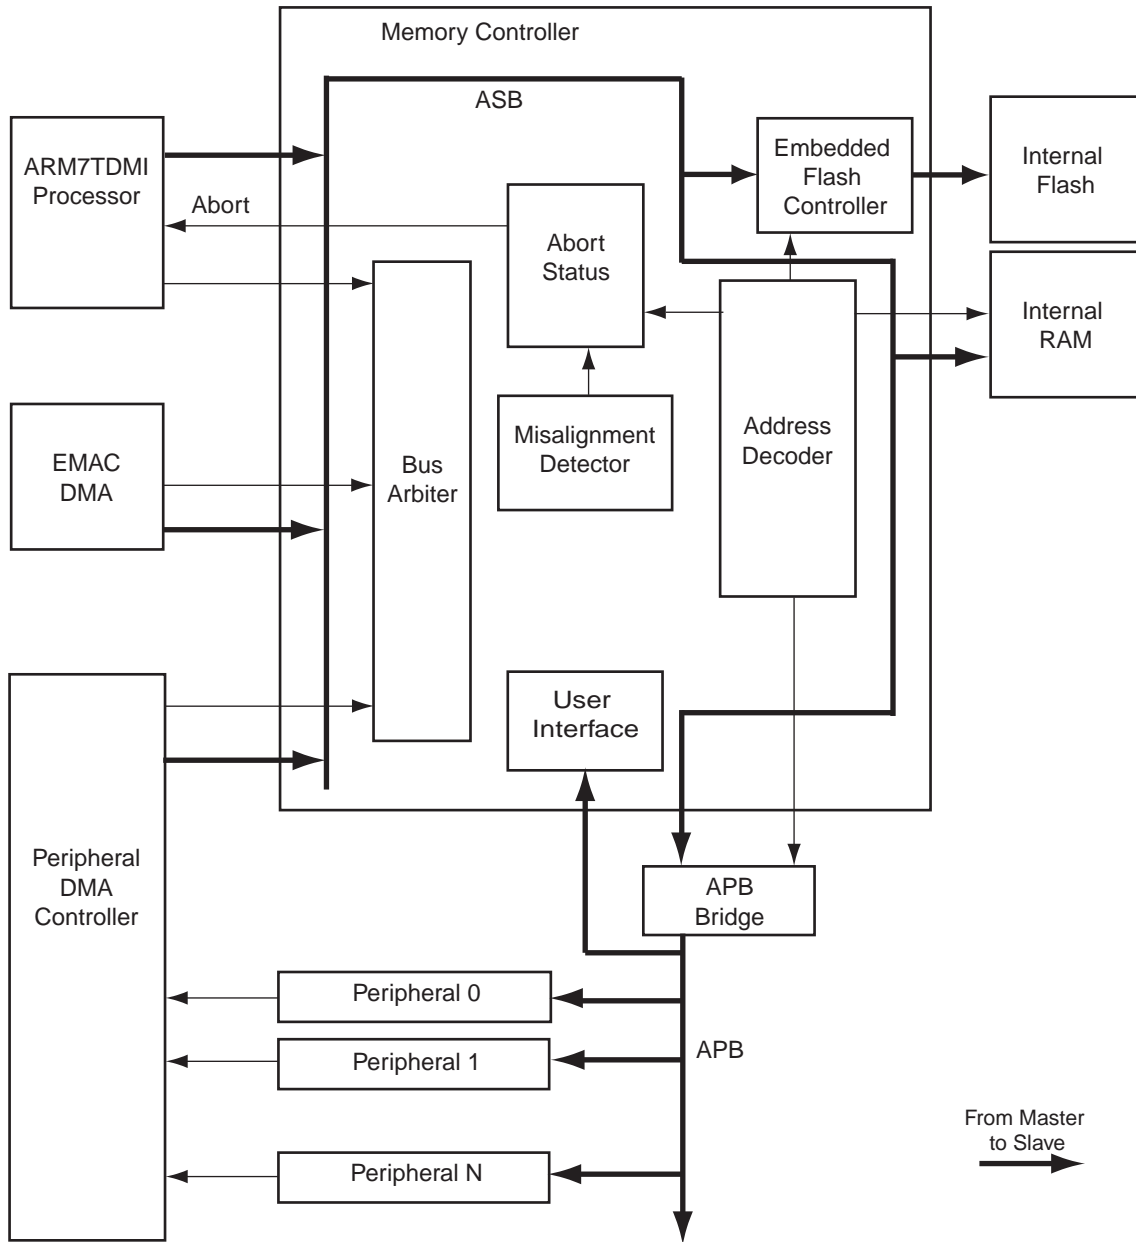 Memory Controller
ASB
ARM7TDMI
Processor
Abort
Embedded
Flash
Controller
Internal
Flash
Abort
Status
Internal
RAM
EMAC
DMA
Bus
Arbiter
Misalignment
Detector
Address
Decoder
User
Interface
Peripheral
DMA
Controller
APB
Bridge
Peripheral 0
Peripheral 1
APB
Peripheral N
From Master
to Slave